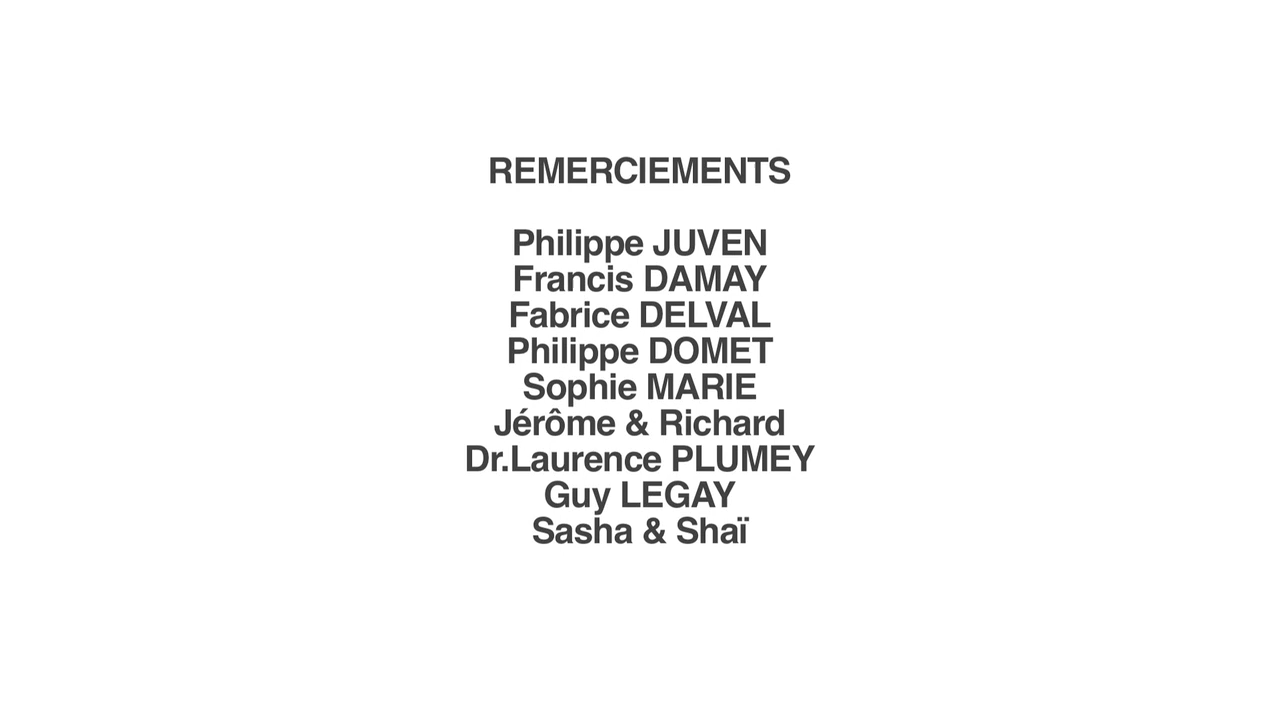 REMERCIEMENTS
Philippe JUVEN
Francis DAMAY
Fabrice DELVAL
Philippe DOMET
Sophie MARIE
Jérôme & Richard
Dr.Laurence PLUMEY
Guy LEGAY
Sasha & Shaï